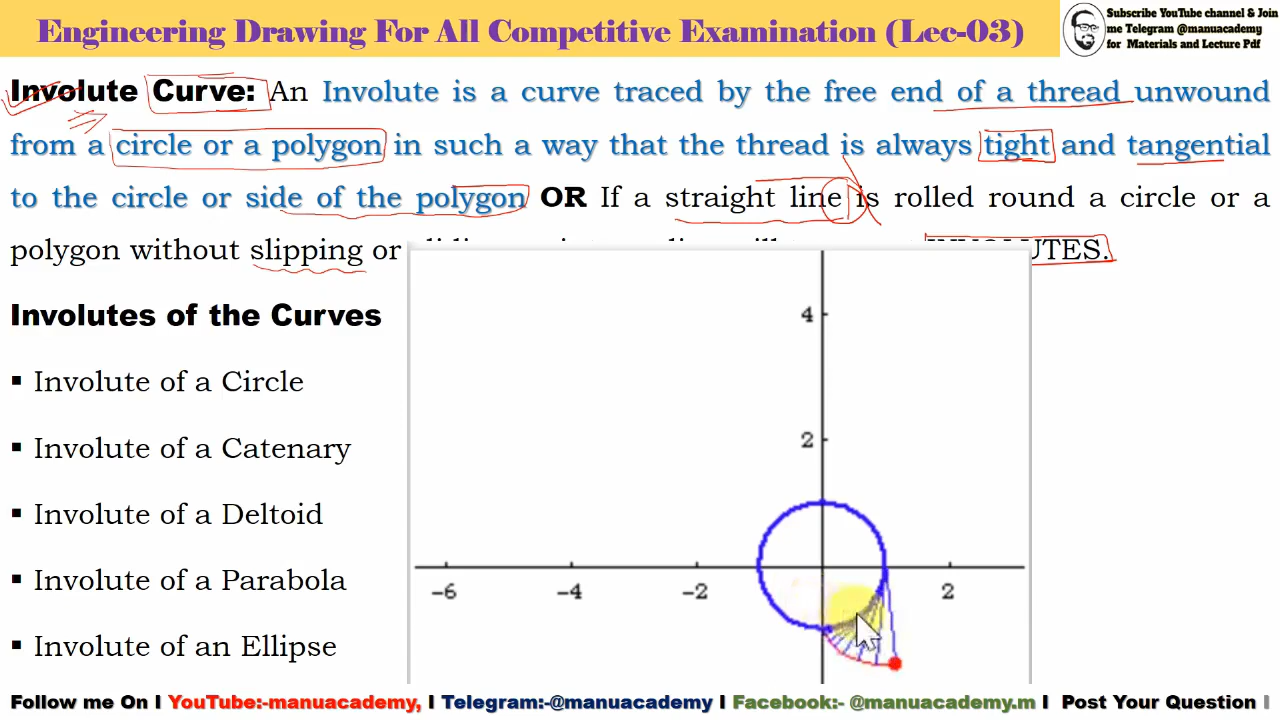 Engineering Drawing For All Competitive Examination (Lec-03)
Subscribe YouTube channel & Join
me Telegram @manuacademy
for Materials and Lecture Pdf
Involute Curve: An Involute is a curve traced by the free end of a thread unwound
from a circle or a polygon in such a way that the thread is always tight and tangential
to the circle or side of the polygon OR If a straight line is rolled round a circle or a
polygon without slipping or
Involutes of the Curves
▪ Involute of a Circle
▪ Involute of a Catenary
▪ Involute of a Deltoid
▪ Involute of a Parabola
▪ Involute of an Ellipse
4
2
-6 -4 -2 2
Follow me On I YouTube:-manuacademy, I Telegram:-@manuacademy I Facebook:- @manuacademy.m I Post Your Question I